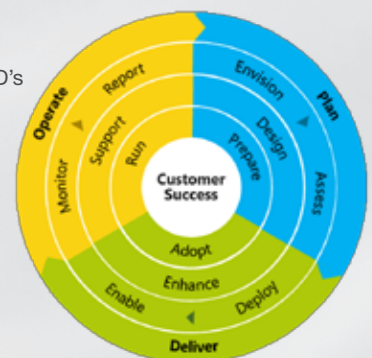 O's
Operate
Report
Monitor
Support
Run
Plan
Envision
Assess
Design
Prepare
Customer
Success
Adopt
Enhance
Enable
Deploy
Deliver